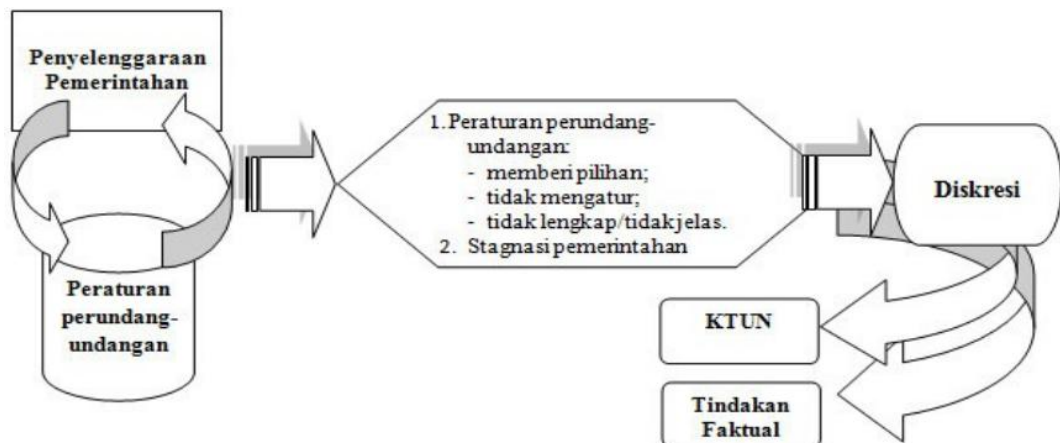 Penyelenggaraan
Pemerintahan
Peraturan
perundang-
undangan
1.Peraturan perundang-
undangan:
- memberi pilihan;
- tidak mengatur;
- tidak lengkap/tidak jelas.
2. Stagnasi pemerintahan
Diskresi
KTUN
Tindakan
Faktual